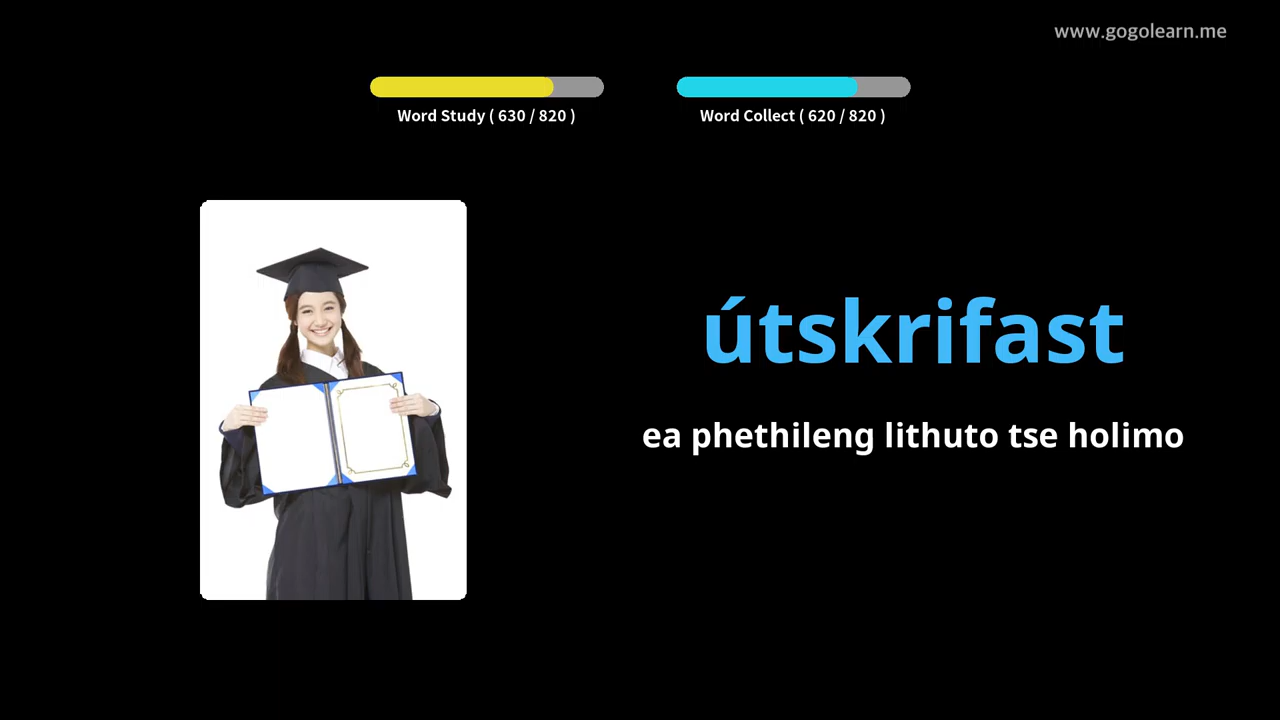 www.gogolearn.me
Word Study ( 630 / 820 )
Word Collect ( 620 / 820 )
útskrifast
ea phethileng lithuto tse holimo